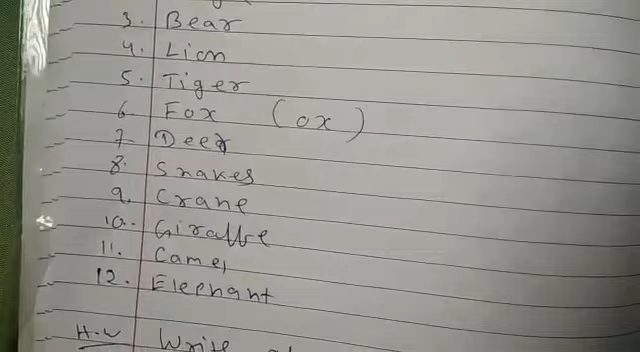 3. Bear
4. Lion
5. Tiger
6. Fox (ox)
7. Deer
8. Snakes
9. Crane
10. Giraffe
11. Camel
12. Elephant
H.W Write